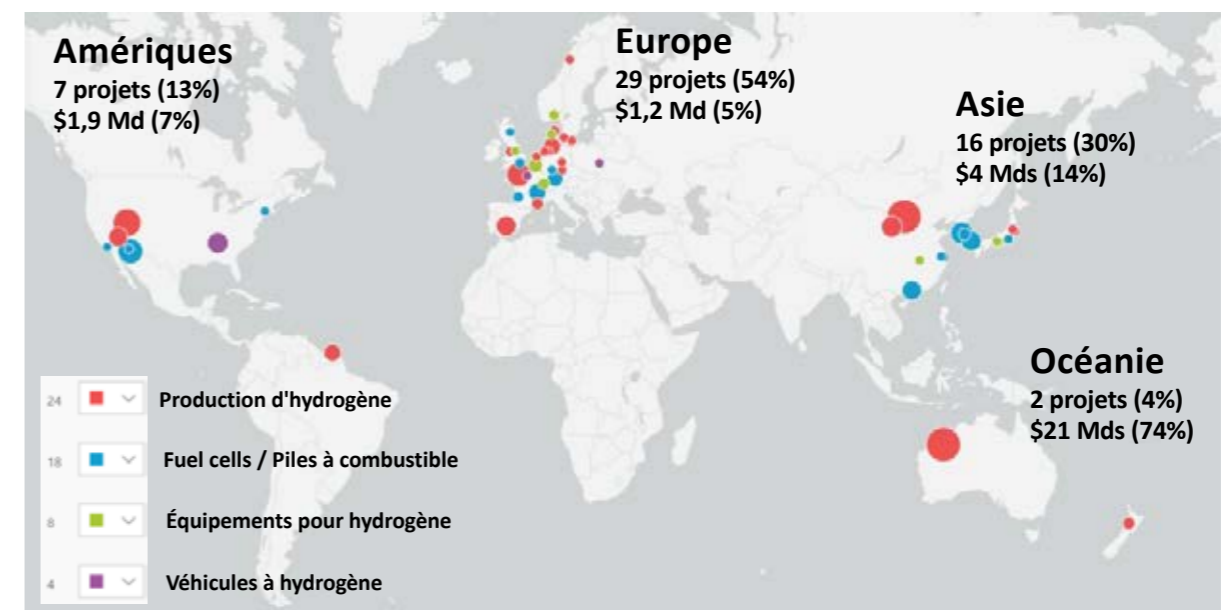 Amériques
7 projets (13%)
$1,9 Md (7%)
Europe
29 projets (54%)
$1,2 Md (5%)
Asie
16 projets (30%)
$4 Mds (14%)
Océanie
2 projets (4%)
$21 Mds (74%)
24 Production d'hydrogène
18 Fuel cells / Piles à combustible
8 Équipements pour hydrogène
4 Véhicules à hydrogène